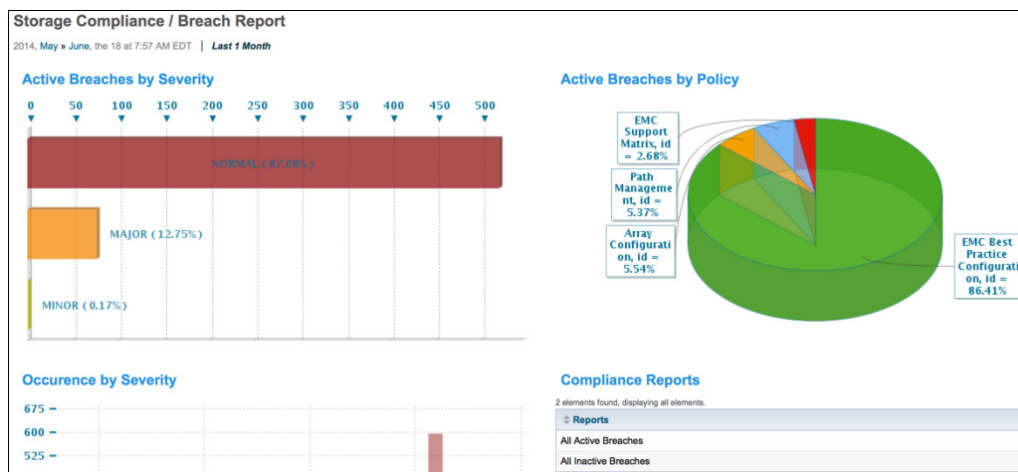 Storage Compliance / Breach Report
2014, May » June, the 18 at 7:57 AM EDT | Last 1 Month
Active Breaches by Severity
0 50 100 150 200 250 300 350 400 450 500
NORMAL (87.08%)
MAJOR (12.75%)
MINOR (0.17%)
Active Breaches by Policy
EMC
Support
Matrix, id
= 2.68%
Path
Manageme
nt, id =
5.37%
Array
Configurati
on, id =
5.54%
EMC Best
Practice
Configurati
on, id =
86.41%
Occurence by Severity
675
600
525
Compliance Reports
2 elements found, displaying all elements.
Reports
All Active Breaches
All Inactive Breaches